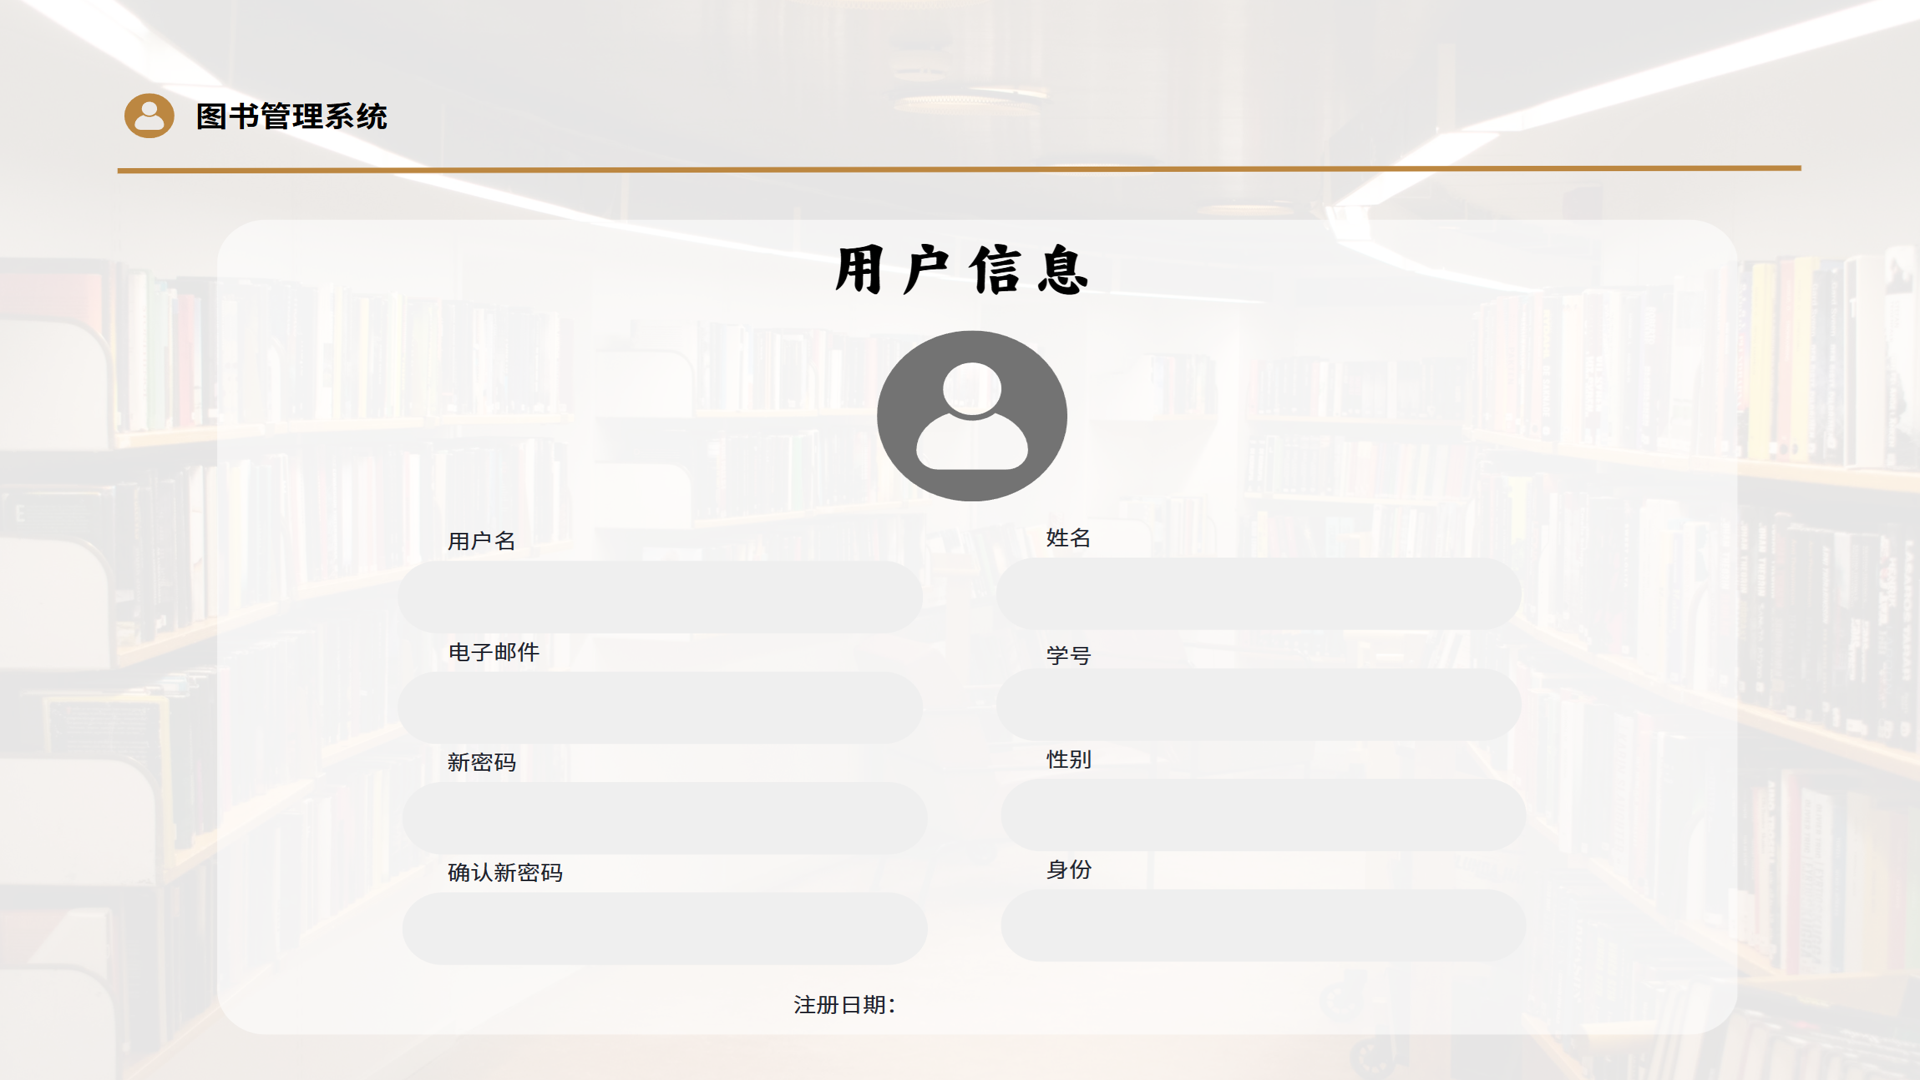 图书管理系统
用户信息
用户名
姓名
电子邮件
学号
新密码
性别
确认新密码
身份
注册日期：